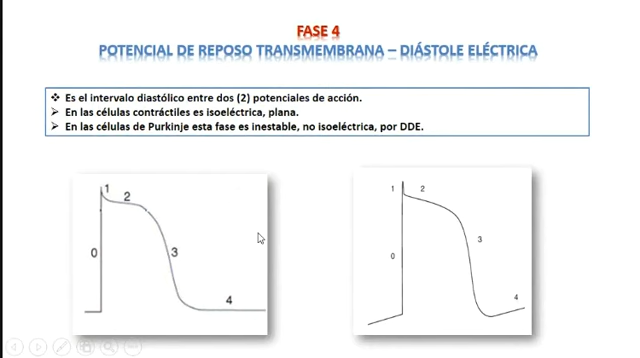 FASE 4
POTENCIAL DE REPOSO TRANSMEMBRANA – DIÁSTOLE ELÉCTRICA
❖ Es el intervalo diastólico entre dos (2) potenciales de acción.
➢ En las células contráctiles es isoeléctrica, plana.
➢ En las células de Purkinje esta fase es inestable, no isoeléctrica, por DDE.
1
2
0
3
4
1
2
3
0
4